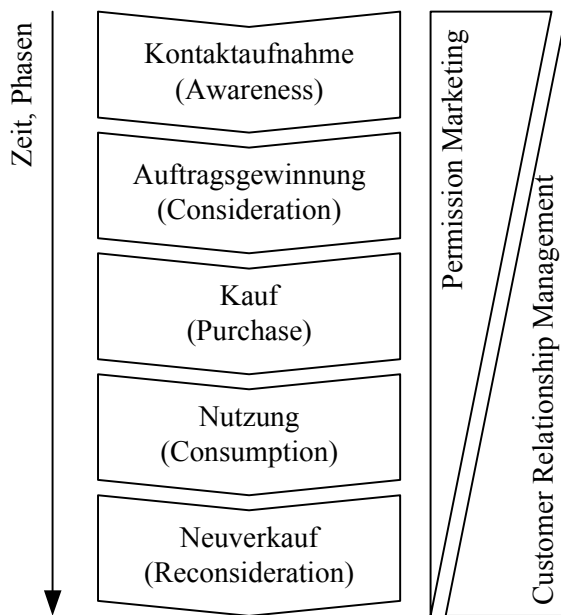 Zeit, Phasen
Kontaktaufnahme
(Awareness)
Auftragsgewinnung
(Consideration)
Kauf
(Purchase)
Nutzung
(Consumption)
Neuverkauf
(Reconsideration)
Permission Marketing
Customer Relationship Management